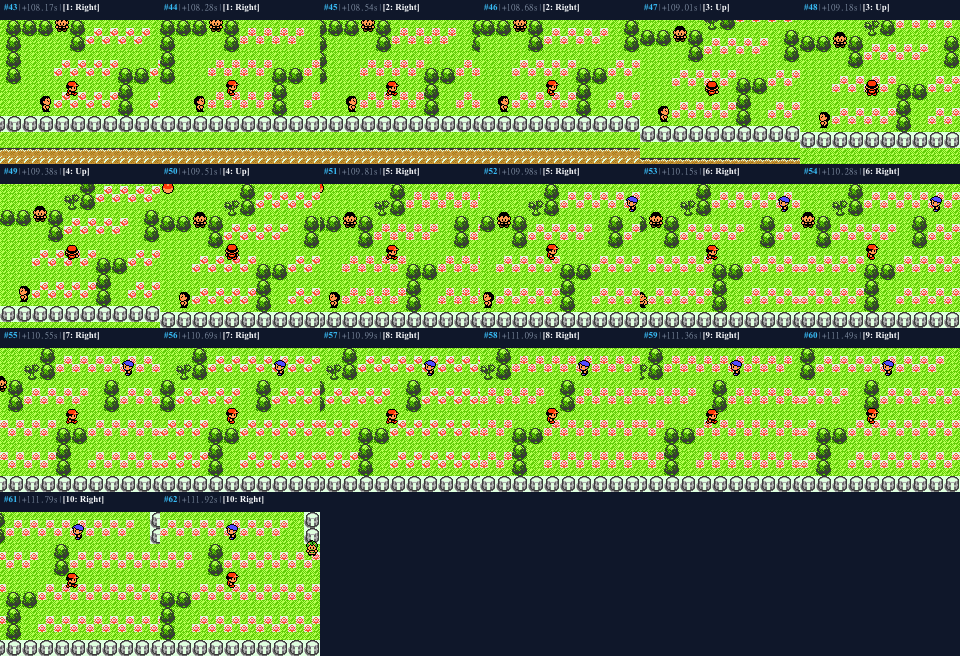 #43|+108.17s|[1: Right]
#44|+108.28s|[1: Right]
#45|+108.54s|[2: Right]
#46|+108.68s|[2: Right]
#47|+109.01s|[3: Up]
#48|+109.18s|[3: Up]
#49|+109.38s|[4: Up]
#50|+109.51s|[4: Up]
#51|+109.81s|[5: Right]
#52|+109.98s|[5: Right]
#53|+110.15s|[6: Right]
#54|+110.28s|[6: Right]
#55|+110.55s|[7: Right]
#56|+110.69s|[7: Right]
#57|+110.99s|[8: Right]
#58|+111.09s|[8: Right]
#59|+111.36s|[9: Right]
#60|+111.49s|[9: Right]
#61|+111.79s|[10: Right]
#62|+111.92s|[10: Right]